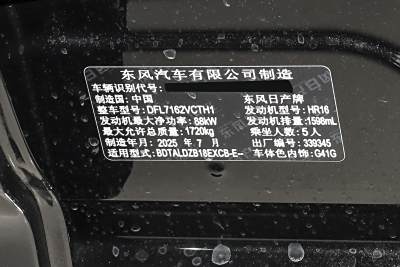 东风汽车有限公司制造
车辆识别代号:
制造国: 中国 东风日产牌
整车型号: DFL7162VCTH1 发动机型号: HR16
发动机最大净功率: 88kW 发动机排量: 1598mL
最大允许总质量: 1720kg 乘坐人数: 5人
制造年月: 2025 年 7 月 出厂编号: 339345
适用型式: BDTALDZB18EXCB-E-- 车体色内饰: G41G